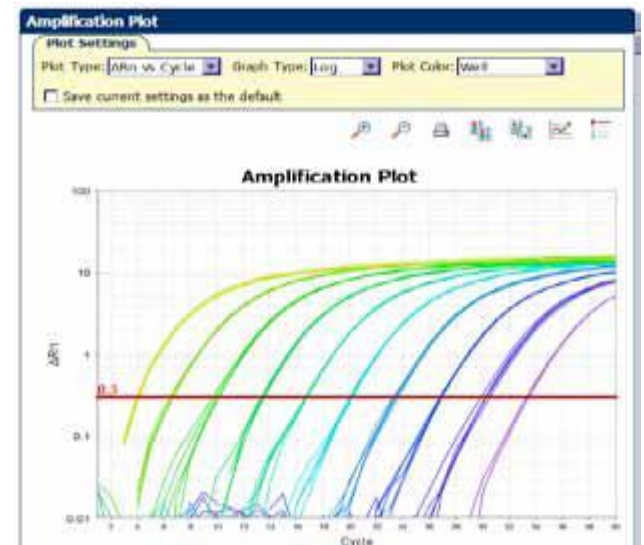 Amplification Plot
Plot Settings
Plot Type: ΔRn vs Cycle Graph Type: Log Plot Color: Well
Save current settings as the default
Amplification Plot
100
10
1
0.3
0.1
0.01
ΔRn
Cycle